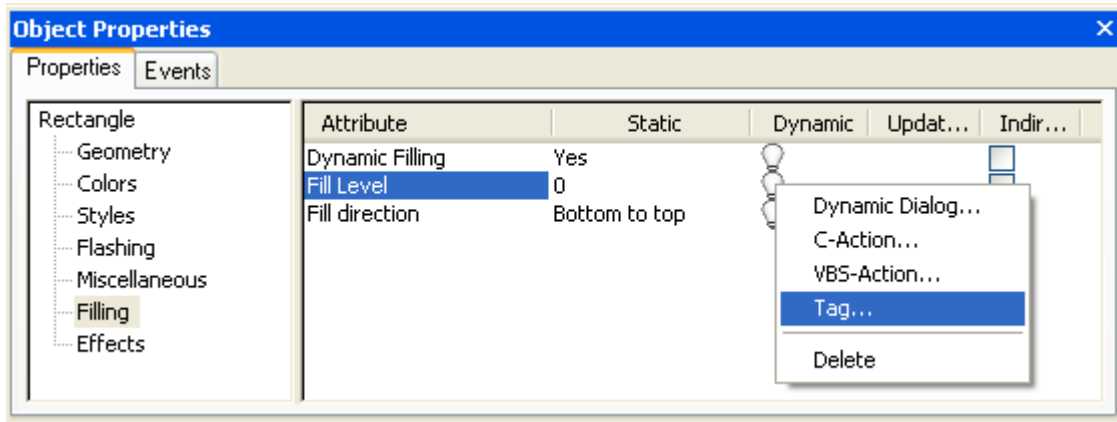 Object Properties
Properties Events
Rectangle
Geometry
Colors
Styles
Flashing
Miscellaneous
Filling
Effects
Attribute Static Dynamic Updat... Indir...
Dynamic Filling Yes
Fill Level 0
Fill direction Bottom to top
Dynamic Dialog...
C-Action...
VBS-Action...
Tag...
Delete